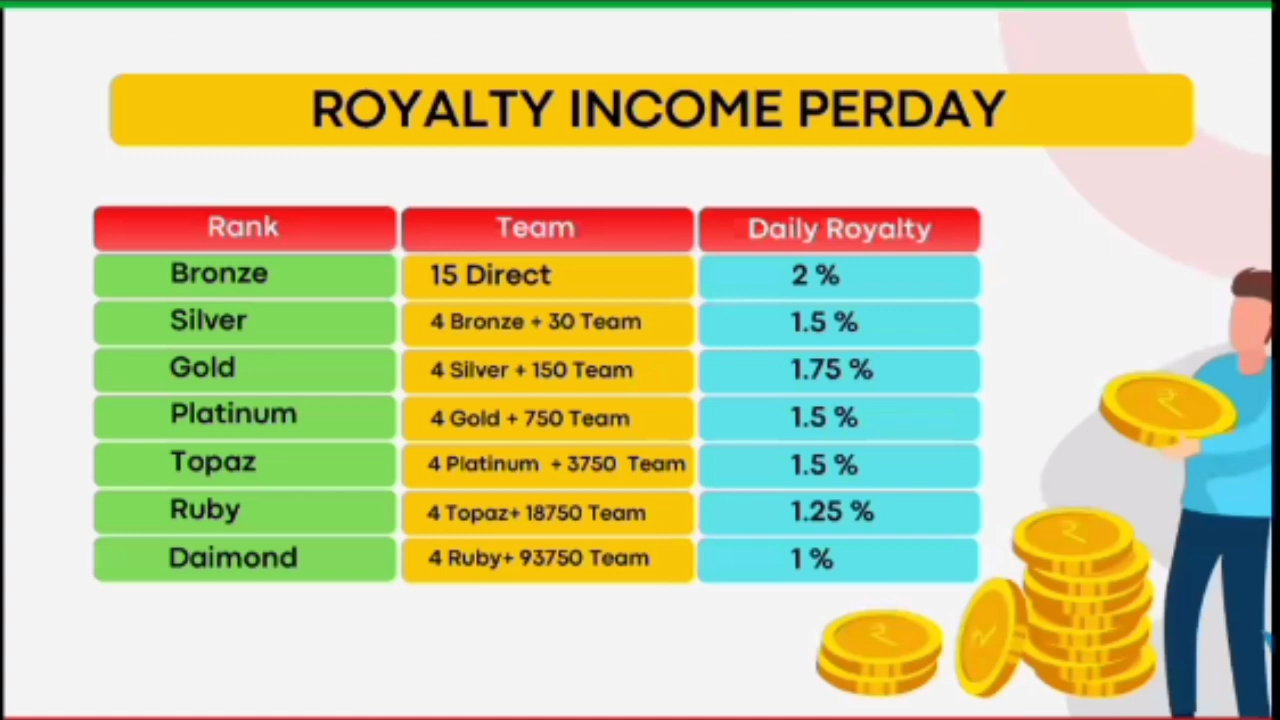 ROYALTY INCOME PERDAY
Rank Team Daily Royalty
Bronze 15 Direct 2 %
Silver 4 Bronze + 30 Team 1.5 %
Gold 4 Silver + 150 Team 1.75 %
Platinum 4 Gold + 750 Team 1.5 %
Topaz 4 Platinum + 3750 Team 1.5 %
Ruby 4 Topaz+ 18750 Team 1.25 %
Daimond 4 Ruby+ 93750 Team 1 %